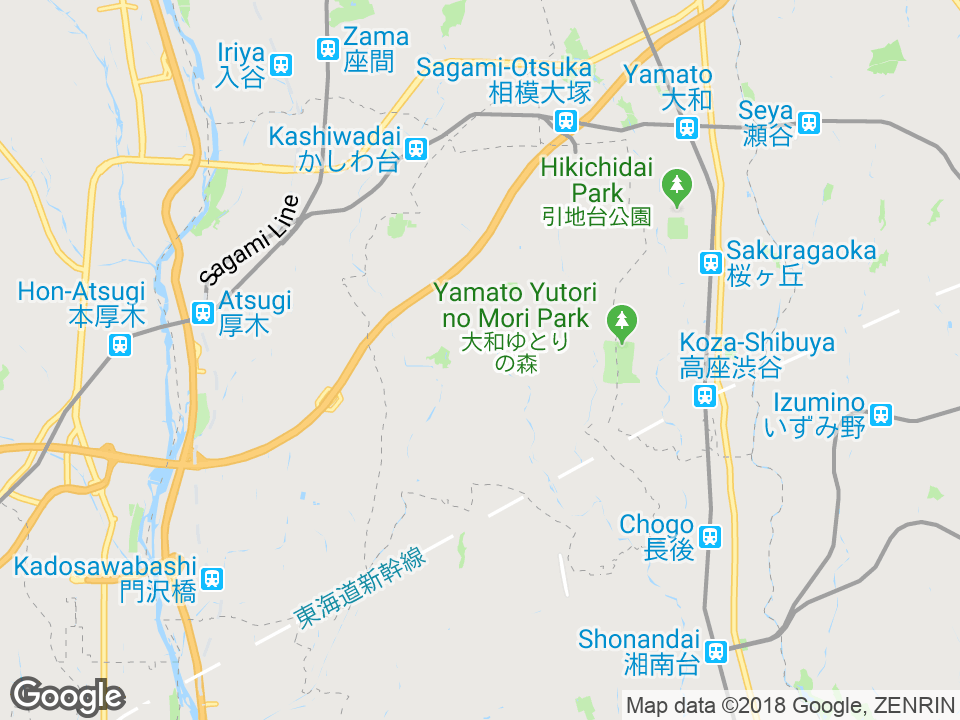 Zama
座間
Iriya
入谷
Sagami-Otsuka
相模大塚
Yamato
大和
Seya
瀬谷
Kashiwadai
かしわ台
Hikichidai
Park
引地台公園
Sagami Line
Sakuragaoka
桜ヶ丘
Hon-Atsugi
本厚木
Atsugi
厚木
Yamato Yutori
no Mori Park
大和ゆとり
の森
Koza-Shibuya
高座渋谷
Izumino
いずみ野
Chogo
長後
Kadosawabashi
門沢橋
東海道新幹線
Shonandai
湘南台
Google
Map data ©2018 Google, ZENRIN